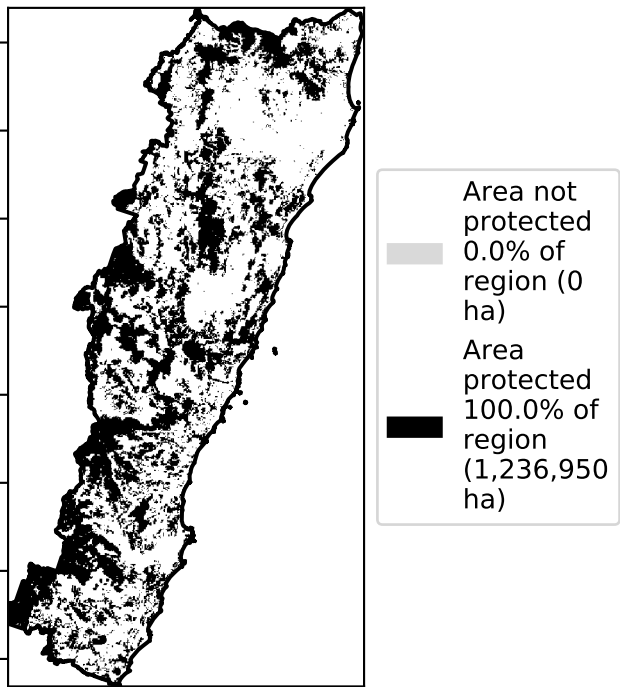 Area not
protected
0.0% of
region (0
ha)
Area
protected
100.0% of
region
(1,236,950
ha)